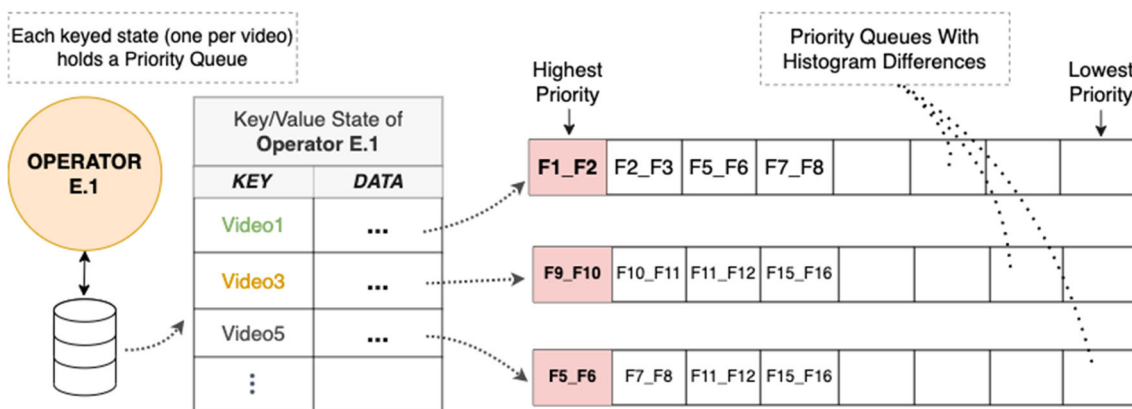 Each keyed state (one per video)
holds a Priority Queue
Priority Queues With
Histogram Differences
Highest
Priority
Lowest
Priority
OPERATOR
E.1
Key/Value State of
Operator E.1
KEY DATA
Video1 ...
Video3 ...
Video5 ...
F1_F2 F2_F3 F5_F6 F7_F8
F9_F10 F10_F11 F11_F12 F15_F16
F5_F6 F7_F8 F11_F12 F15_F16